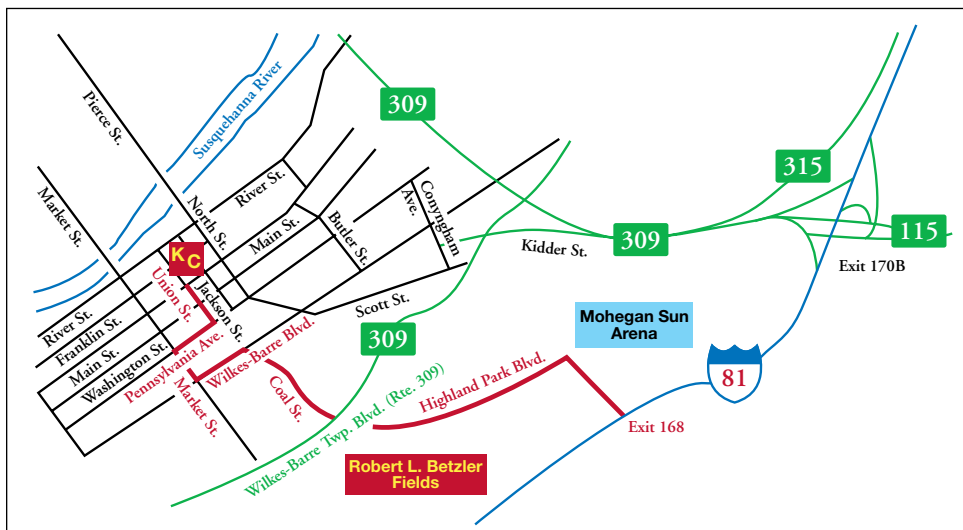 Pierce St.
Susquehanna River
309
315
Market St.
River St.
North St.
Main St.
Butler St.
Conyngham
Ave.
Kidder St.
309
115
Exit 170B
K C
Union St.
Jackson St.
Scott St.
River St.
Franklin St.
Main St.
Washington St.
Pennsylvania Ave.
Wilkes-Barre Blvd.
309
Mohegan Sun
Arena
81
Market St.
Coal St.
Highland Park Blvd.
Exit 168
Wilkes-Barre Twp. Blvd. (Rte. 309)
Robert L. Betzler
Fields